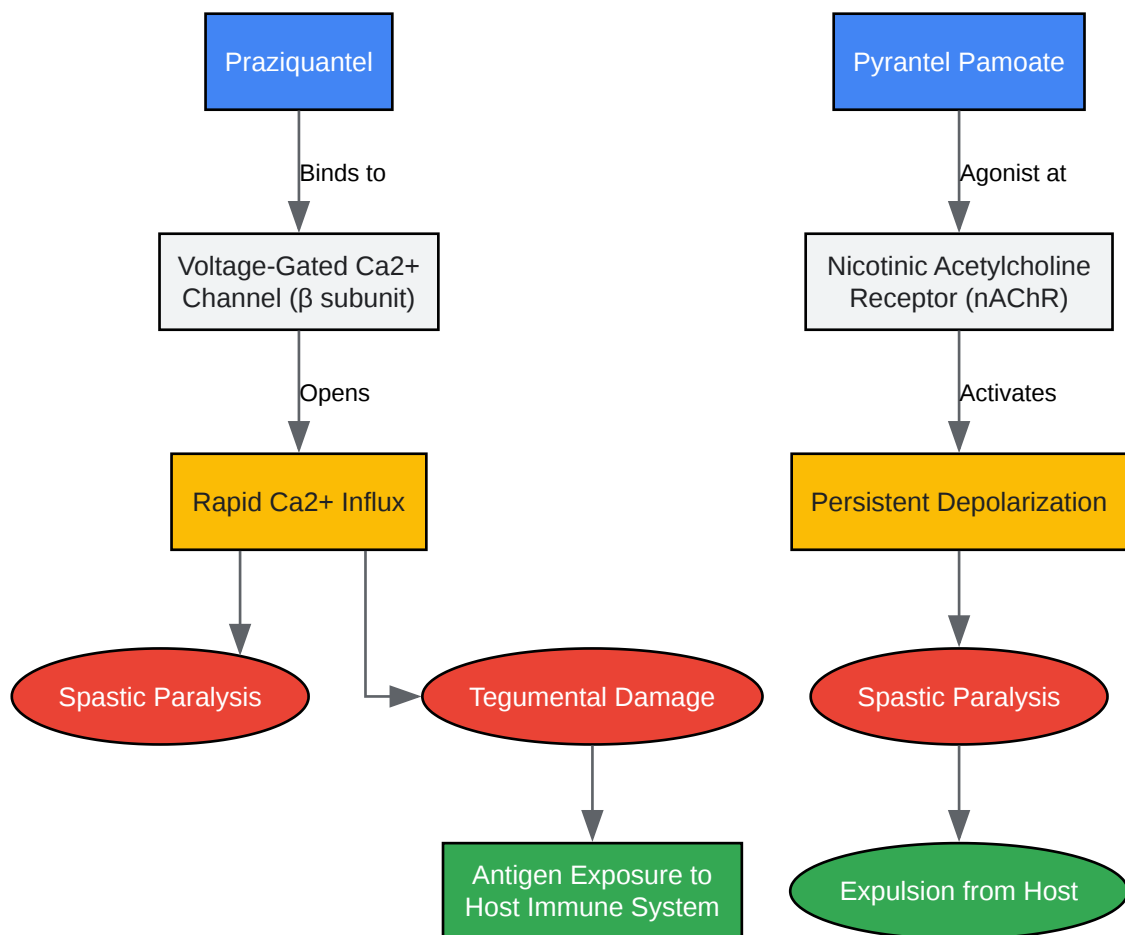 Praziquantel
Pyrantel Pamoate
Binds to
Agonist at
Voltage-Gated Ca2+
Channel (β subunit)
Nicotinic Acetylcholine
Receptor (nAChR)
Opens
Activates
Rapid Ca2+ Influx
Persistent Depolarization
Spastic Paralysis
Tegumental Damage
Spastic Paralysis
Antigen Exposure to
Host Immune System
Expulsion from Host